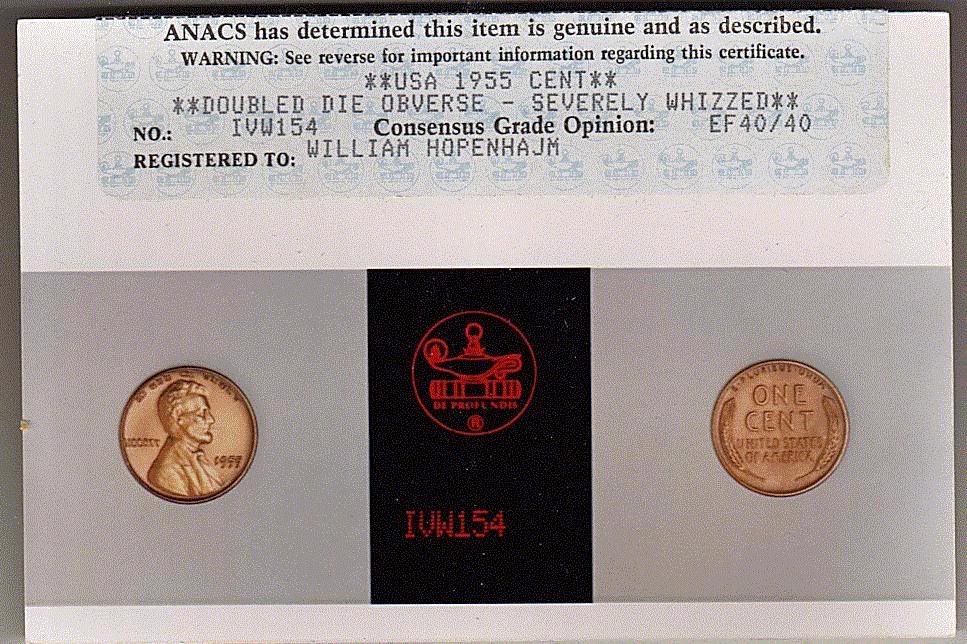 ANACS has determined this item is genuine and as described.
WARNING: See reverse for important information regarding this certificate.
**USA 1955 CENT**
**DOUBLED DIE OBVERSE - SEVERELY WHIZZED**
NO.: IVW154 Consensus Grade Opinion: EF40/40
REGISTERED TO: WILLIAM HOPENHAJM
DE PROFUNDIS
®
IVW154
LIBERTY
1955
E·PLURIBUS·UNUM
ONE
CENT
UNITED STATES
OF AMERICA